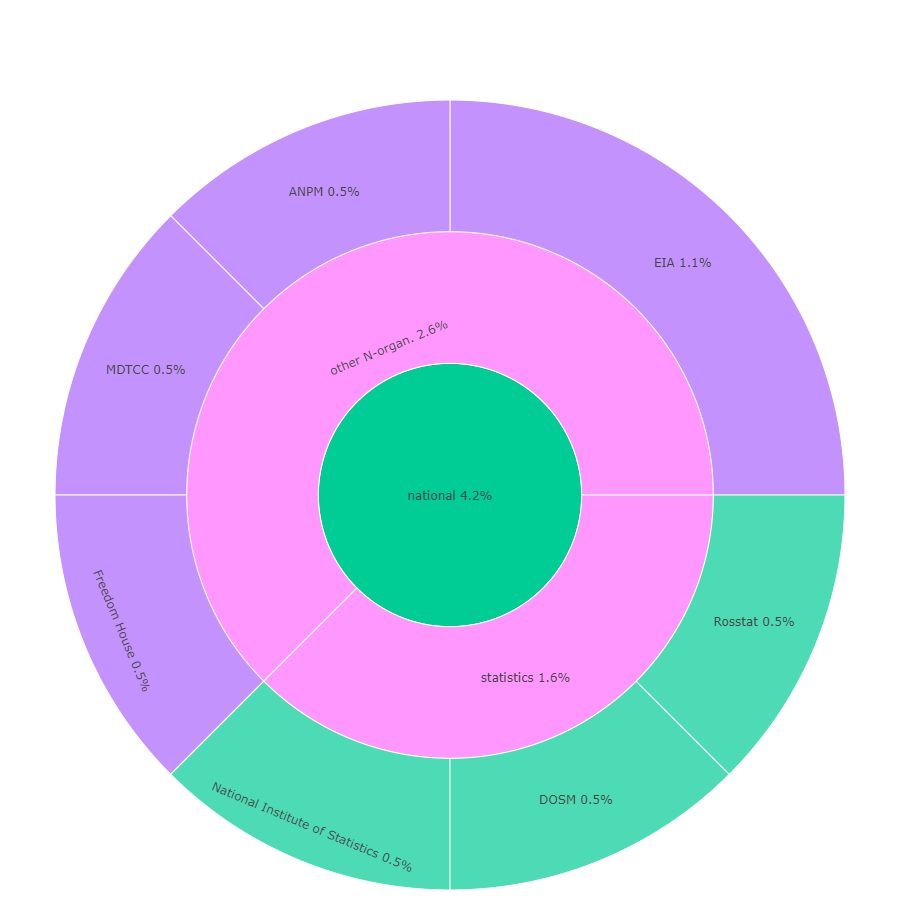 ANPM 0.5%
EIA 1.1%
other N-organ. 2.6%
MDTCC 0.5%
national 4.2%
Freedom House 0.5%
Rosstat 0.5%
statistics 1.6%
National Institute of Statistics 0.5%
DOSM 0.5%